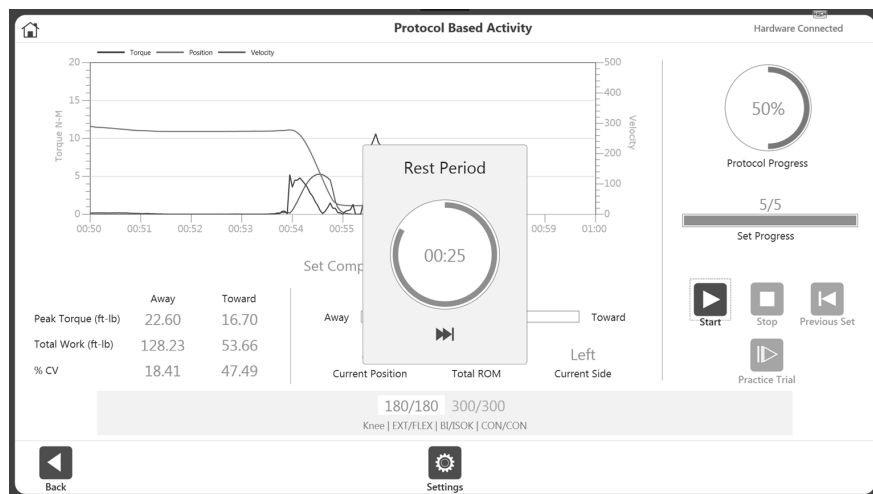 Protocol Based Activity
Hardware Connected
Torque Position Velocity
Torque N-M
20
15
10
5
0
500
400
300
200
100
0
Velocity
00:50 00:51 00:52 00:53 00:54 00:55 00:59 01:00
Rest Period
00:25
Set Comp
50%
Protocol Progress
5/5
Set Progress
Away Toward
Peak Torque (ft-lb) 22.60 16.70
Total Work (ft-lb) 128.23 53.66
% CV 18.41 47.49
Away Toward
Left
Current Position Total ROM Current Side
Start Stop Previous Set
Practice Trial
180/180 300/300
Knee | EXT/FLEX | BI/ISOK | CON/CON
Back
Settings